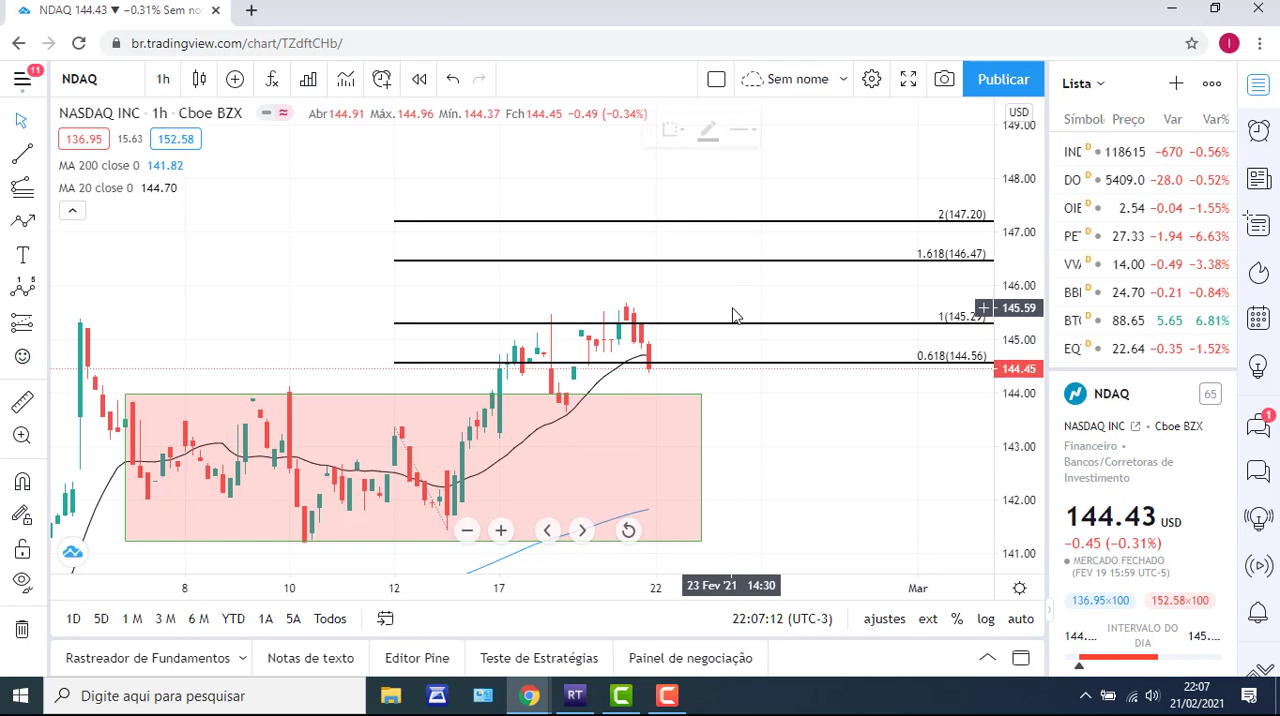 NDAQ 144.43 ▼ −0.31% Sem no
br.tradingview.com/chart/TZdftCHb/
I
11
NDAQ
1h
Sem nome
Publicar
Lista
NASDAQ INC · 1h · Cboe BZX
Abr144.91 Máx.144.96 Mín.144.37 Fch144.45 −0.49 (−0.34%)
136.95 15.63 152.58
MA 200 close 0 141.82
MA 20 close 0 144.70
USD
149.00
148.00
147.00
146.00
145.59
145.00
144.45
144.00
143.00
142.00
141.00
2(147.20)
1.618(146.47)
1(145.29)
0.618(144.56)
8 10 12 17 22 Mar
23 Fev '21 14:30
Símbol Preço Var Var%
IND D 118615 −670 −0.56%
DO D 5409.0 −28.0 −0.52%
OIB D 2.54 −0.04 −1.55%
PE D 27.33 −1.94 −6.63%
VV D 14.00 −0.49 −3.38%
BBI D 24.70 −0.21 −0.84%
BT D 88.65 5.65 6.81%
EQ D 22.64 −0.35 −1.52%
NDAQ
65
NASDAQ INC Cboe BZX
Financeiro •
Bancos/Corretoras de
Investimento
144.43 USD
−0.45 (−0.31%)
MERCADO FECHADO
(FEV 19 15:59 UTC-5)
136.95×100 152.58×100
INTERVALO DO
DIA
144.... 145....
1
1D 5D 1 M 3 M 6 M YTD 1A 5A Todos
22:07:12 (UTC-3) ajustes ext % log auto
Rastreador de Fundamentos Notas de texto Editor Pine Teste de Estratégias Painel de negociação
Digite aqui para pesquisar
RT
22:07
21/02/2021